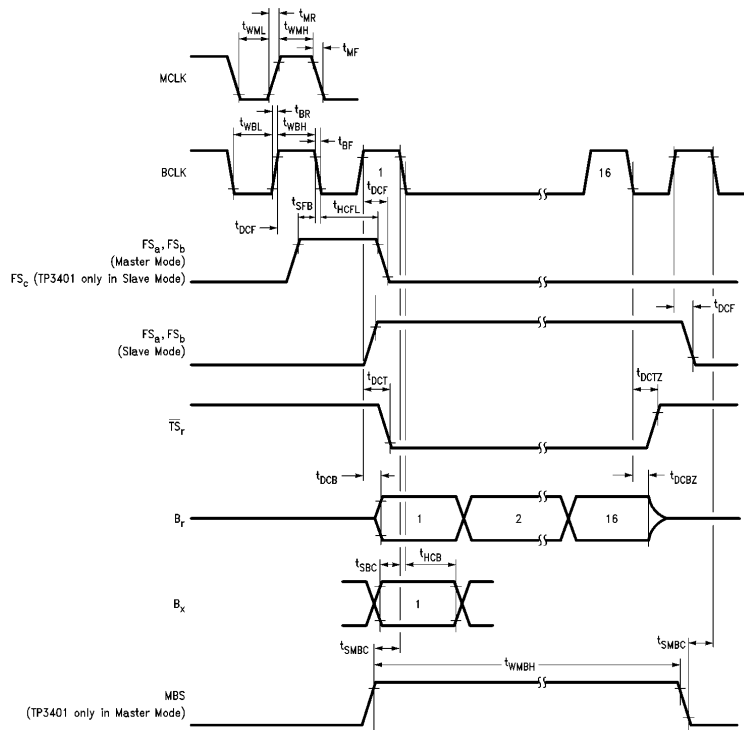 tMR
tWML tWMH
tMF
MCLK
tBR
tWBL tWBH
tBF
BCLK 1 16
tDCF
tSFB tHCFL
tDCF
FSa, FSb
(Master Mode)
FSc (TP3401 only in Slave Mode)
tDCF
FSa, FSb
(Slave Mode)
tDCT tDCTZ
TSr
tDCB tDCBZ
Br 1 2 16
tSBC tHCB
Bx 1
tSMBC tSMBC
tWMBH
MBS
(TP3401 only in Master Mode)